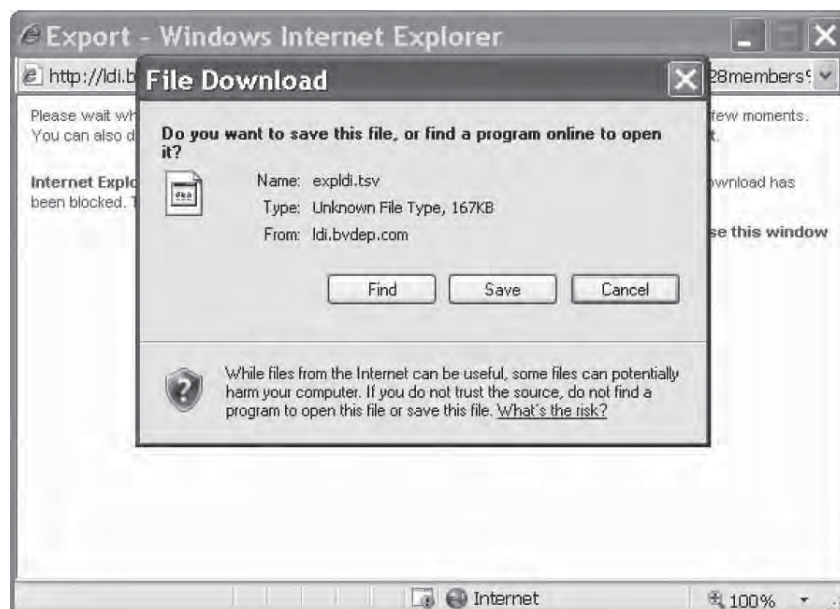 Export - Windows Internet Explorer
http://ldi.b
28members%
File Download
Please wait wh
few moments.
You can also d
t.
Do you want to save this file, or find a program online to open
it?
Internet Explo
ownload has
been blocked. T
Name: expldi.tsv
Type: Unknown File Type, 167KB
From: ldi.bvdep.com
se this window
Find Save Cancel
While files from the Internet can be useful, some files can potentially
harm your computer. If you do not trust the source, do not find a
program to open this file or save this file. What's the risk?
Internet
100%